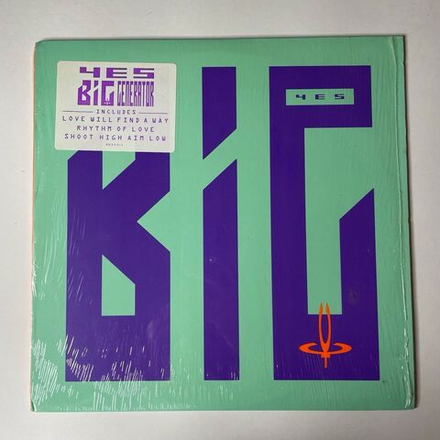 YES
BiG GENERATOR
INCLUDES
LOVE WILL FIND A WAY
RHYTHM OF LOVE
SHOOT HIGH AIM LOW
YES
BiG